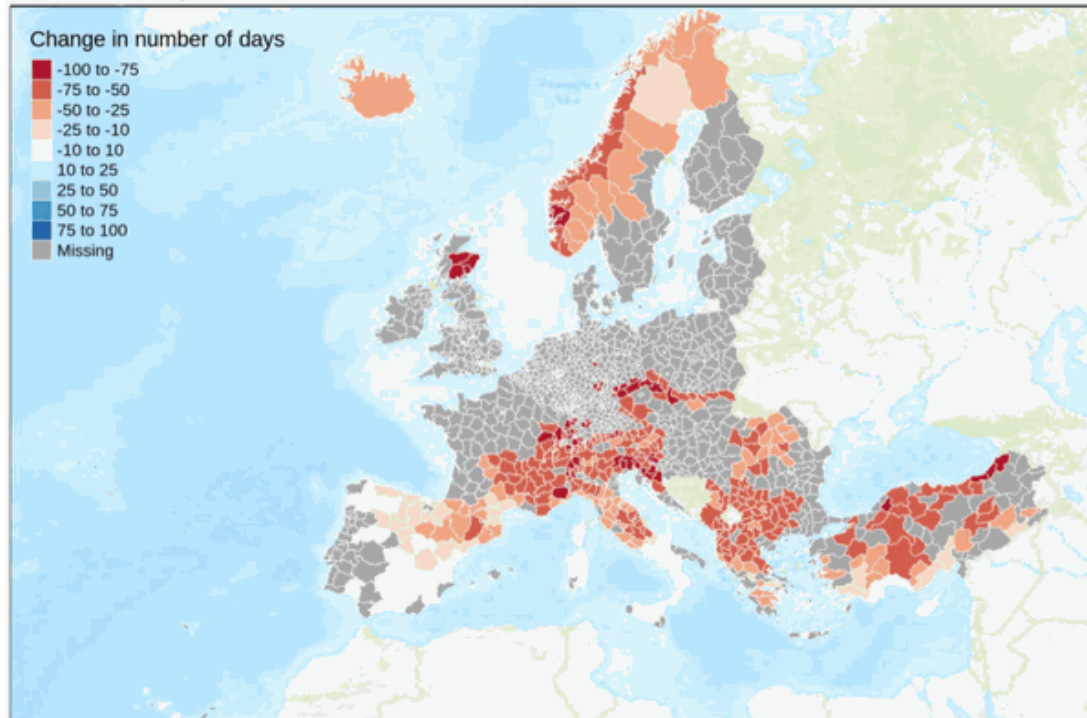 Change in number of days
-100 to -75
-75 to -50
-50 to -25
-25 to -10
-10 to 10
10 to 25
25 to 50
50 to 75
75 to 100
Missing